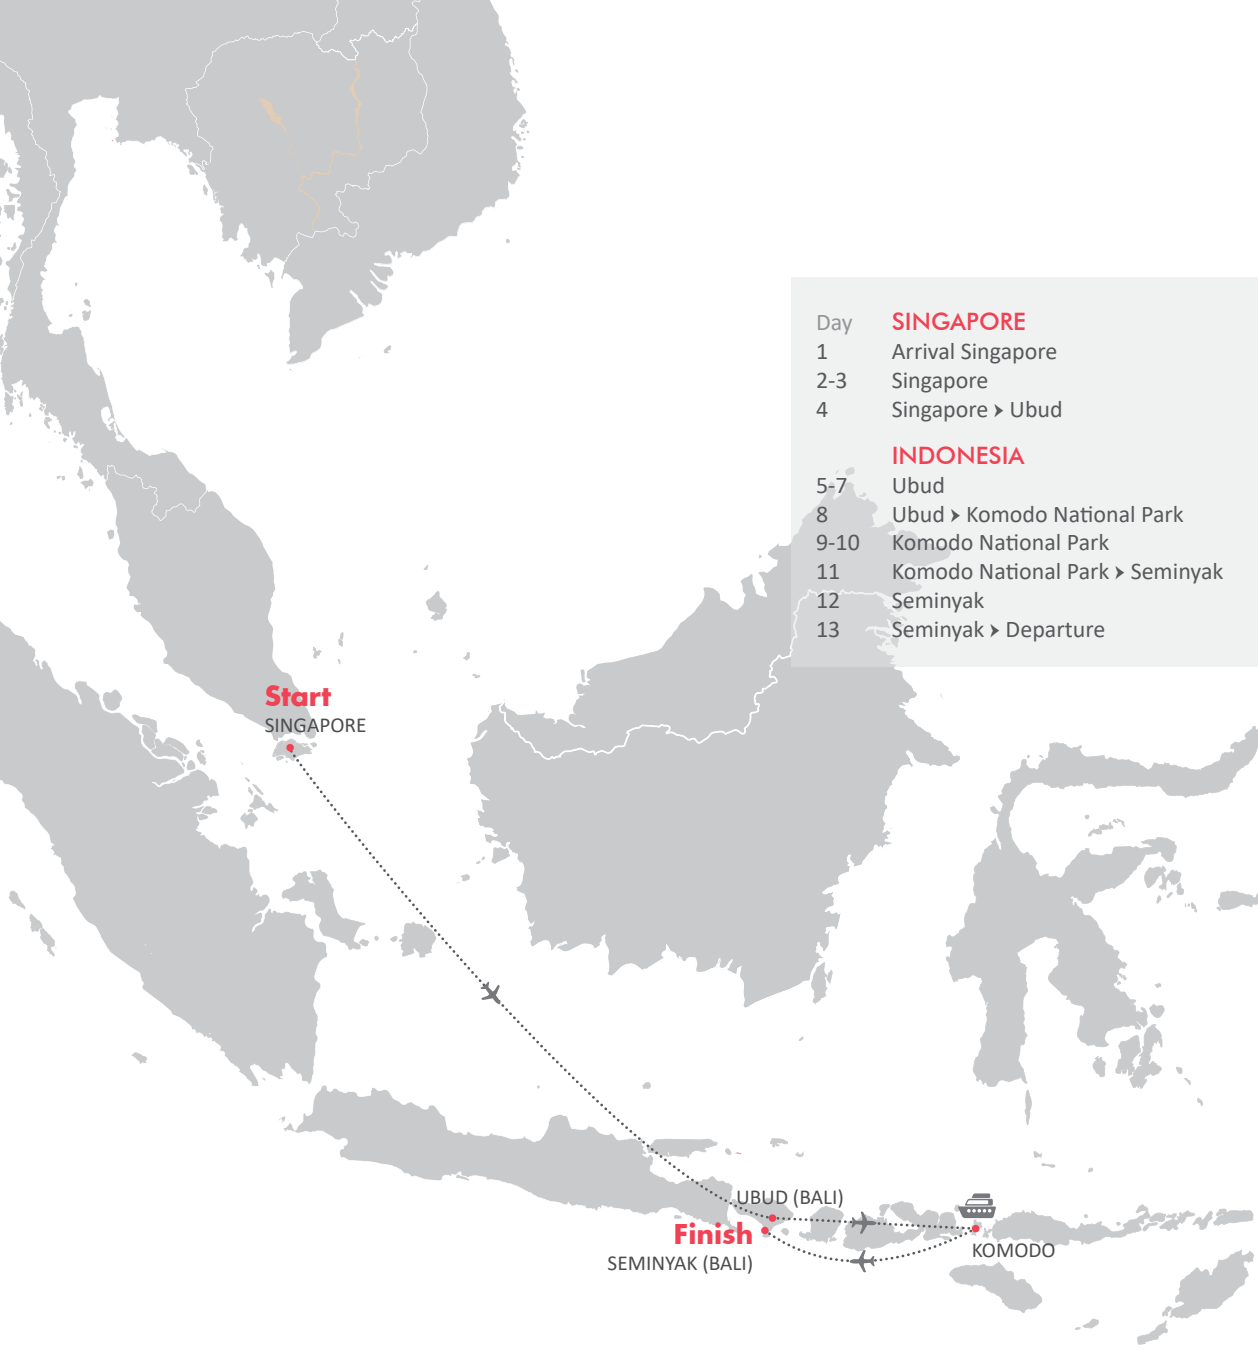 Day SINGAPORE
1 Arrival Singapore
2-3 Singapore
4 Singapore > Ubud
INDONESIA
5-7 Ubud
8 Ubud > Komodo National Park
9-10 Komodo National Park
11 Komodo National Park > Seminyak
12 Seminyak
13 Seminyak > Departure
Start
SINGAPORE
UBUD (BALI)
Finish
SEMINYAK (BALI)
KOMODO